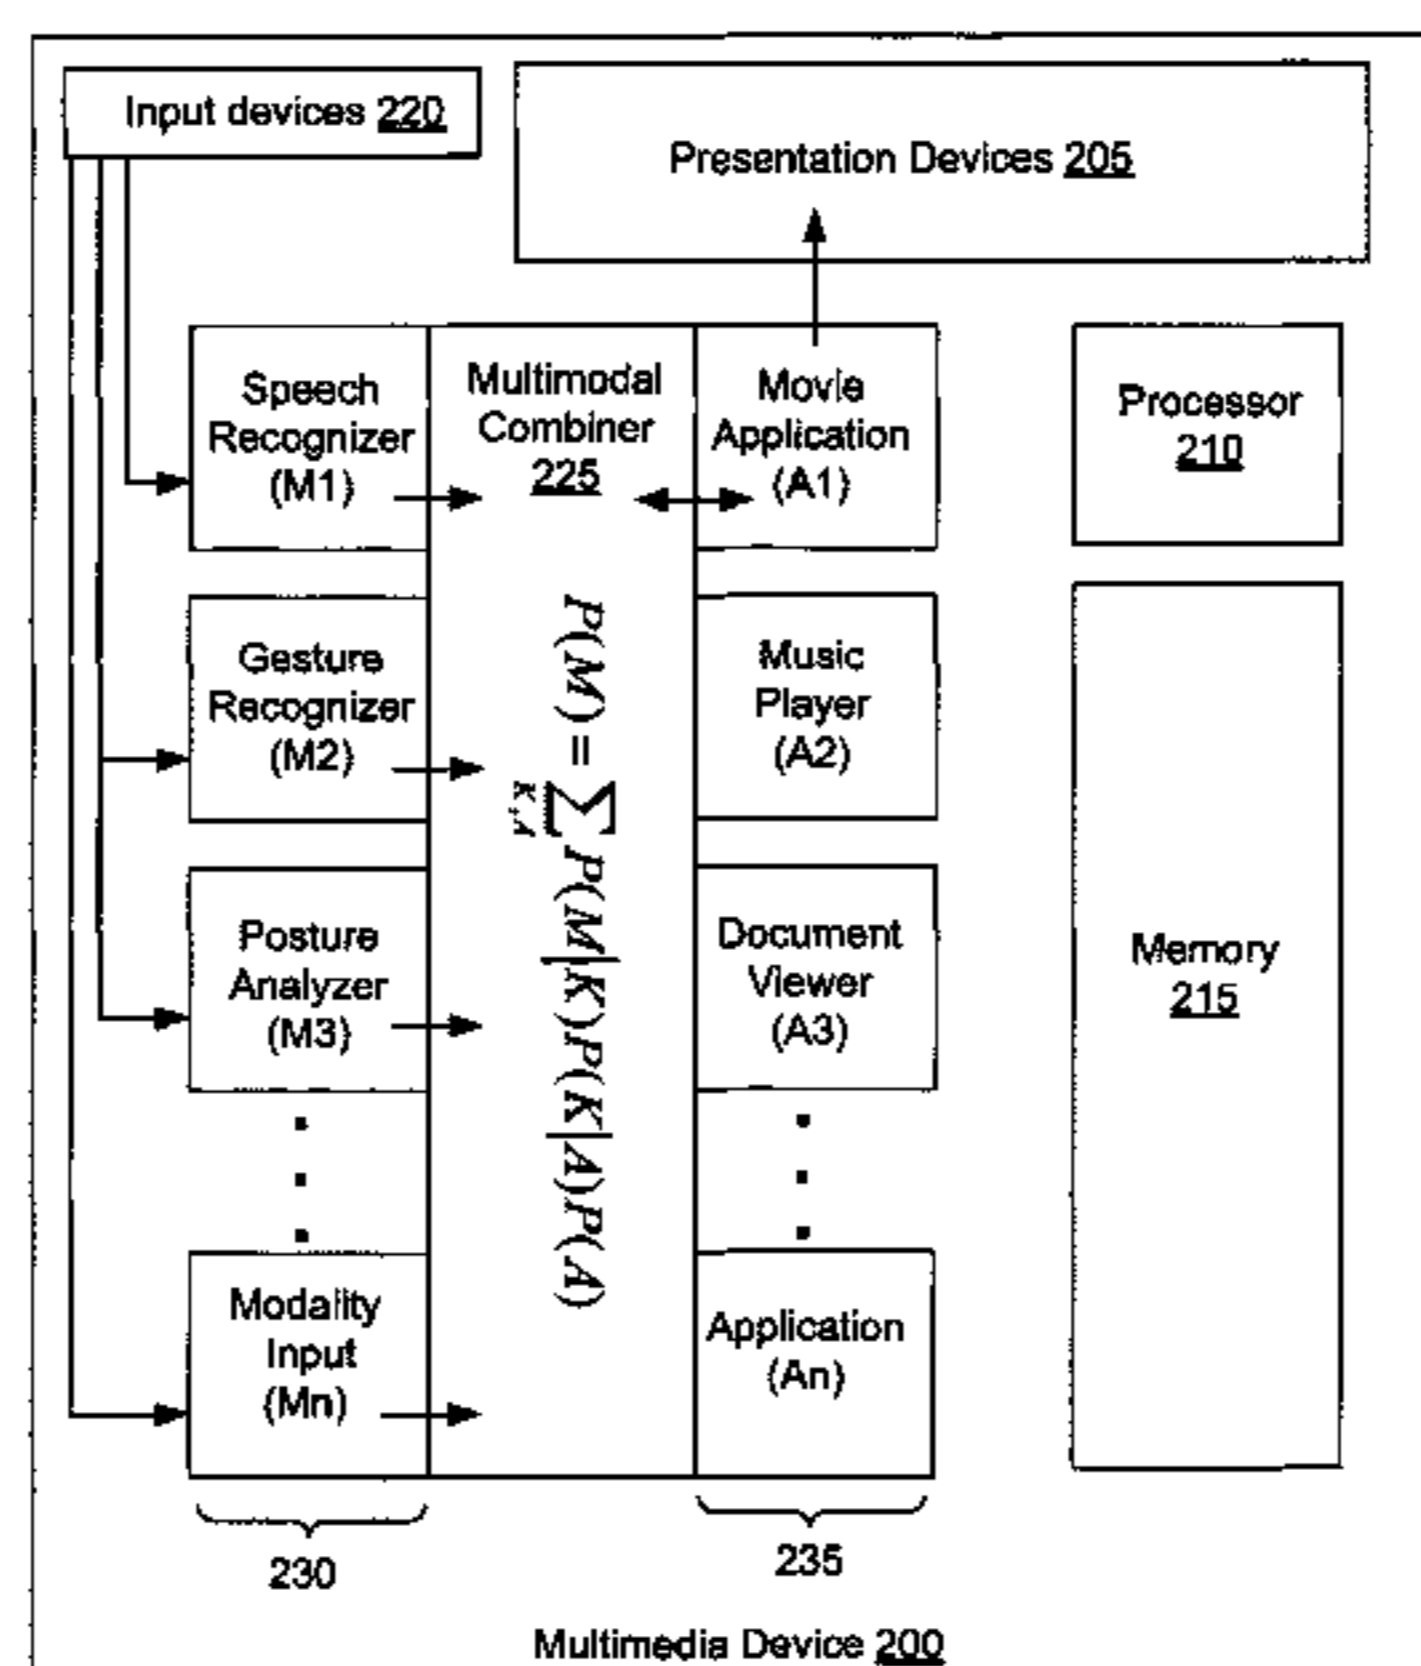 Input devices 220
Presentation Devices 205
Speech
Recognizer
(M1)
Multimodal
Combiner
225
Movie
Application
(A1)
Processor
210
Gesture
Recognizer
(M2)
P(M) = ∑ P(M|K)P(K|A)P(A)
K,A
Music
Player
(A2)
Posture
Analyzer
(M3)
Document
Viewer
(A3)
Memory
215
Modality
Input
(Mn)
Application
(An)
230
235
Multimedia Device 200